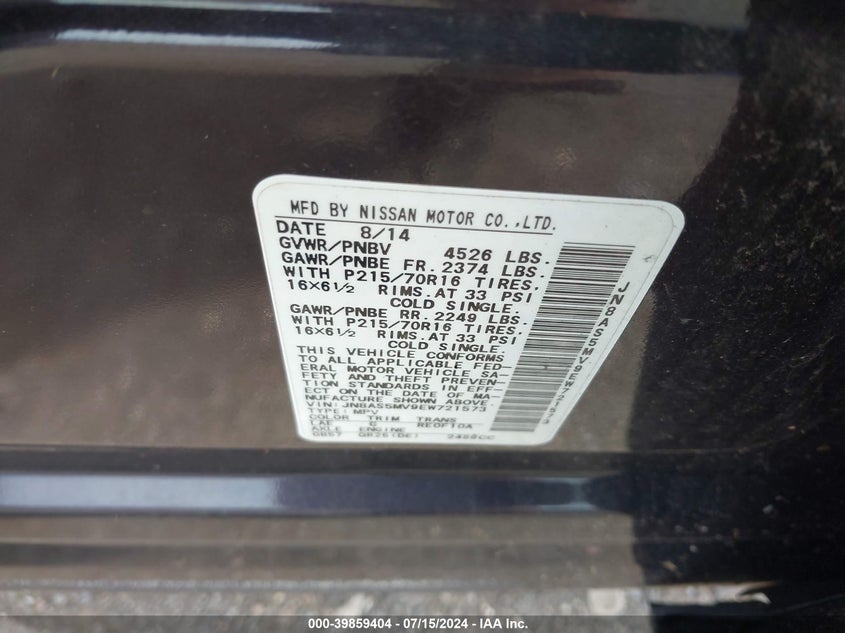 MFD BY NISSAN MOTOR CO.,LTD.
DATE 8/14
GVWR/PNBV 4526 LBS.
GAWR/PNBE FR. 2374 LBS.
WITH P215/70R16 TIRES.
16×6½ RIMS. AT 33 PSI
COLD SINGLE.
GAWR/PNBE RR. 2249 LBS.
WITH P215/70R16 TIRES.
16×6½ RIMS. AT 33 PSI
COLD SINGLE.
THIS VEHICLE CONFORMS
TO ALL APPLICABLE FED-
ERAL MOTOR VEHICLE SA-
FETY AND THEFT PREVEN-
TION STANDARDS IN EFF-
ECT ON THE DATE OF MA-
NUFACTURE SHOWN ABOVE.
VIN: JN8AS5MV9EW721573
TYPE: MPV
COLOR TRIM TRANS
LAE G RE0F10A
AXLE ENGINE
QR25(DE) 2488CC
JN8AS5MV9EW721573
000-39859404 - 07/15/2024 - IAA Inc.